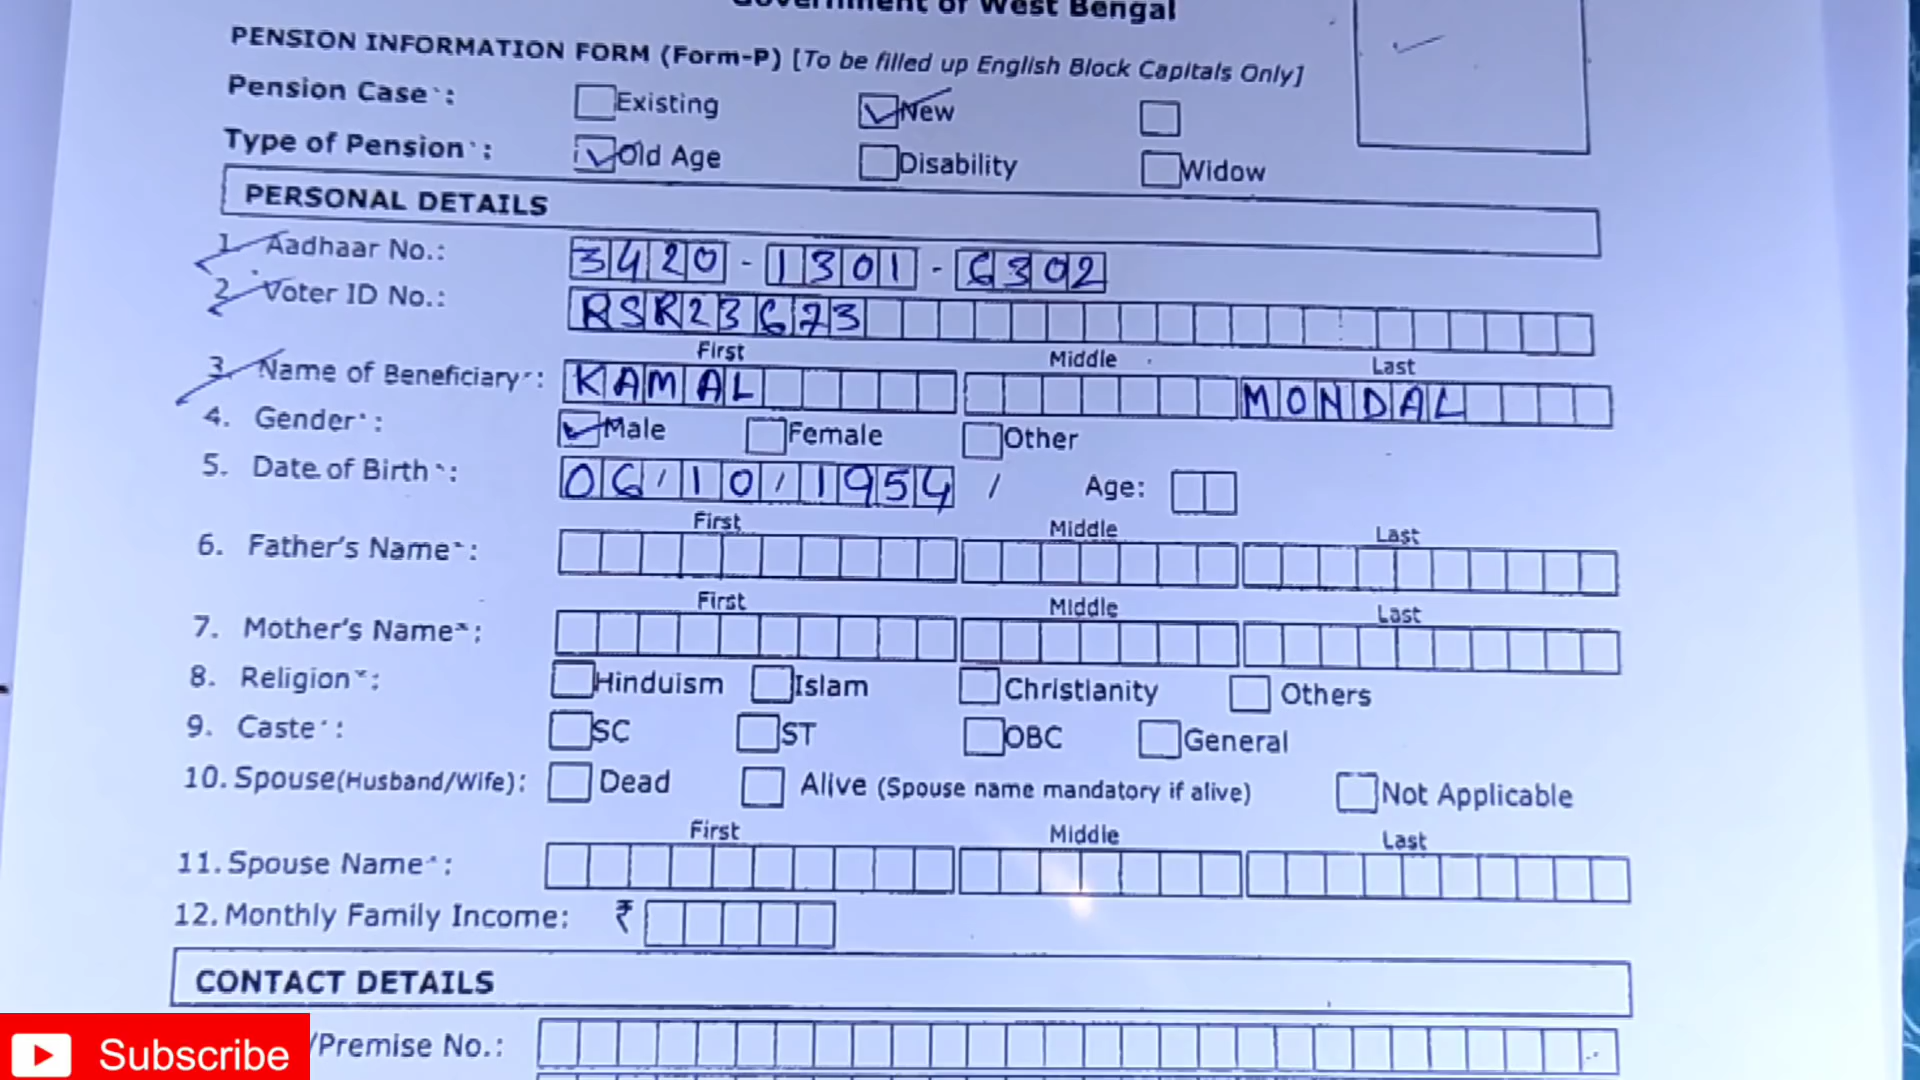 Government of West Bengal
PENSION INFORMATION FORM (Form-P) [To be filled up English Block Capitals Only]
Pension Case*: Existing New
Type of Pension*: Old Age Disability Widow
PERSONAL DETAILS
1. Aadhaar No.: 3420-1301-6302
2. Voter ID No.: RSR23673
First Middle Last
3. Name of Beneficiary*: KAMAL MONDAL
4. Gender*: Male Female Other
5. Date of Birth*: 06/10/1954 / Age:
First Middle Last
6. Father's Name*:
First Middle Last
7. Mother's Name*:
8. Religion*: Hinduism Islam Christianity Others
9. Caste*: SC ST OBC General
10. Spouse(Husband/Wife): Dead Alive (Spouse name mandatory if alive) Not Applicable
First Middle Last
11. Spouse Name*:
12. Monthly Family Income: ₹
CONTACT DETAILS
/Premise No.:
Subscribe